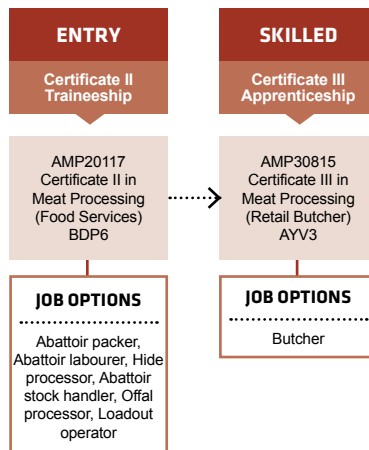 ENTRY
Certificate II
Traineeship
AMP20117
Certificate II in
Meat Processing
(Food Services)
BDP6
JOB OPTIONS
Abattoir packer,
Abattoir labourer, Hide
processor, Abattoir
stock handler, Offal
processor, Loadout
operator
SKILLED
Certificate III
Apprenticeship
AMP30815
Certificate III in
Meat Processing
(Retail Butcher)
AYV3
JOB OPTIONS
Butcher